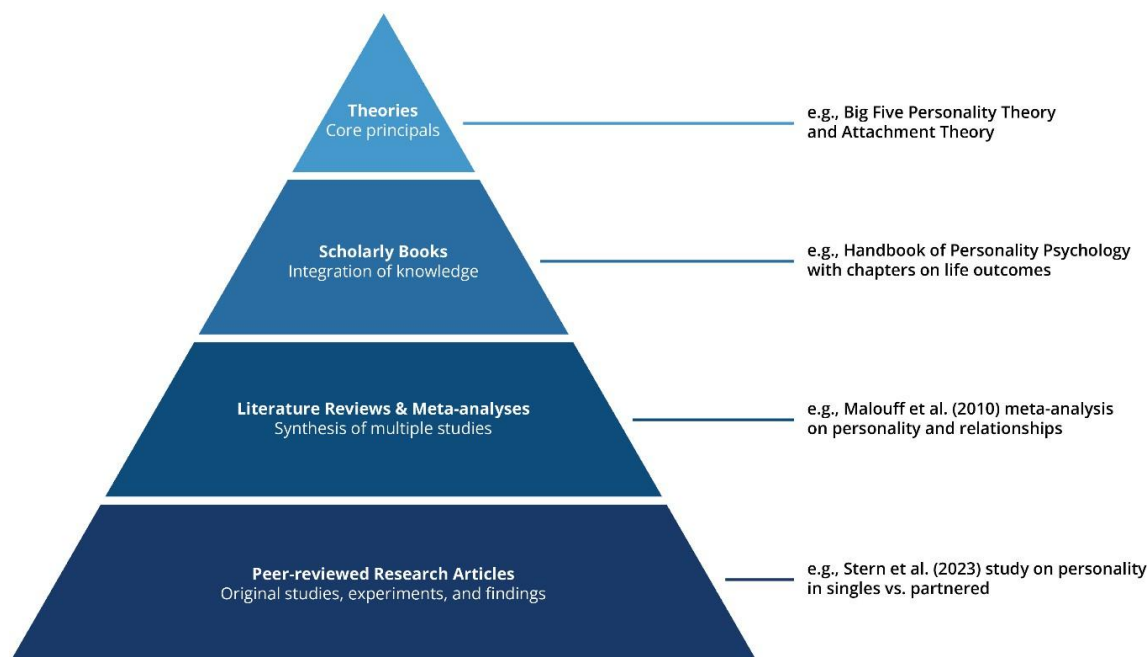 Theories
Core principals
e.g., Big Five Personality Theory
and Attachment Theory
Scholarly Books
Integration of knowledge
e.g., Handbook of Personality Psychology
with chapters on life outcomes
Literature Reviews & Meta-analyses
Synthesis of multiple studies
e.g., Malouff et al. (2010) meta-analysis
on personality and relationships
Peer-reviewed Research Articles
Original studies, experiments, and findings
e.g., Stern et al. (2023) study on personality
in singles vs. partnered